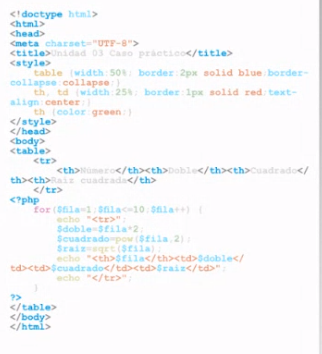 <!doctype html>
<html>
<head>
<meta charset="UTF-8">
<title>Unidad 03 Caso práctico</title>
<style>
table {width:50%; border:2px solid blue;border-
collapse:collapse;}
th, td {width:25%; border:1px solid red;text-
align:center;}
th {color:green;}
</style>
</head>
<body>
<table>
<tr>
<th>Número</th><th>Doble</th><th>Cuadrado</
th><th>Raíz cuadrada</th>
</tr>
<?php
for($fila=1;$fila<=10;$fila++) {
echo "<tr>";
$doble=$fila*2;
$cuadrado=pow($fila,2);
$raiz=sqrt($fila);
echo "<th>$fila</th><td>$doble</
td><td>$cuadrado</td><td>$raiz</td>";
echo "</tr>";
}
?>
</table>
</body>
</html>